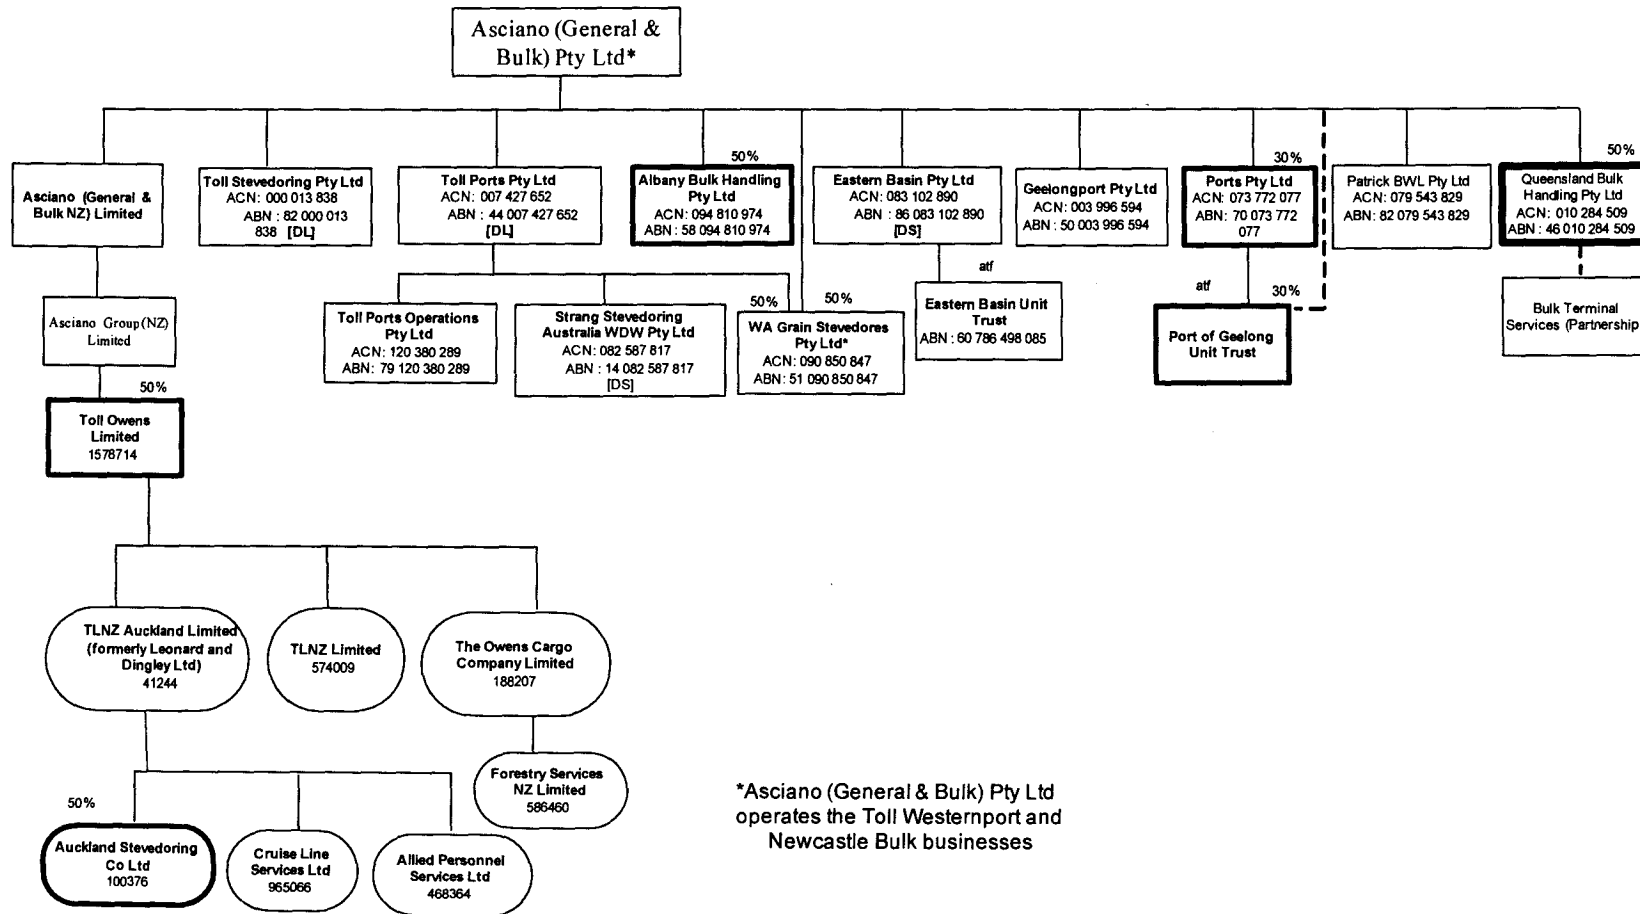 Asciano (General &
Bulk) Pty Ltd*
Asciano (General &
Bulk NZ) Limited
Toll Stevedoring Pty Ltd
ACN: 000 013 838
ABN : 82 000 013
838 [DL]
Toll Ports Pty Ltd
ACN: 007 427 652
ABN : 44 007 427 652
[DL]
50%
Albany Bulk Handling
Pty Ltd
ACN: 094 810 974
ABN: 58 094 810 974
Eastern Basin Pty Ltd
ACN: 083 102 890
ABN : 86 083 102 890
[DS]
Geelongport Pty Ltd
ACN: 003 996 594
ABN : 50 003 996 594
30%
Ports Pty Ltd
ACN: 073 772 077
ABN: 70 073 772
077
Patrick BWL Pty Ltd
ACN: 079 543 829
ABN: 82 079 543 829
50%
Queensland Bulk
Handling Pty Ltd
ACN: 010 284 509
ABN : 46 010 284 509
Asciano Group(NZ)
Limited
Toll Ports Operations
Pty Ltd
ACN: 120 380 289
ABN: 79 120 380 289
Strang Stevedoring
Australia WDW Pty Ltd
ACN: 082 587 817
ABN : 14 082 587 817
[DS]
50%
50%
WA Grain Stevedores
Pty Ltd*
ACN: 090 850 847
ABN: 51 090 850 847
atf
Eastern Basin Unit
Trust
ABN : 60 786 498 085
atf
30%
Port of Geelong
Unit Trust
Bulk Terminal
Services (Partnership
50%
Toll Owens
Limited
1578714
TLNZ Auckland Limited
(formerly Leonard and
Dingley Ltd)
41244
TLNZ Limited
574009
The Owens Cargo
Company Limited
188207
Forestry Services
NZ Limited
586460
50%
Auckland Stevedoring
Co Ltd
100376
Cruise Line
Services Ltd
965066
Allied Personnel
Services Ltd
468364
*Asciano (General & Bulk) Pty Ltd
operates the Toll Westernport and
Newcastle Bulk businesses